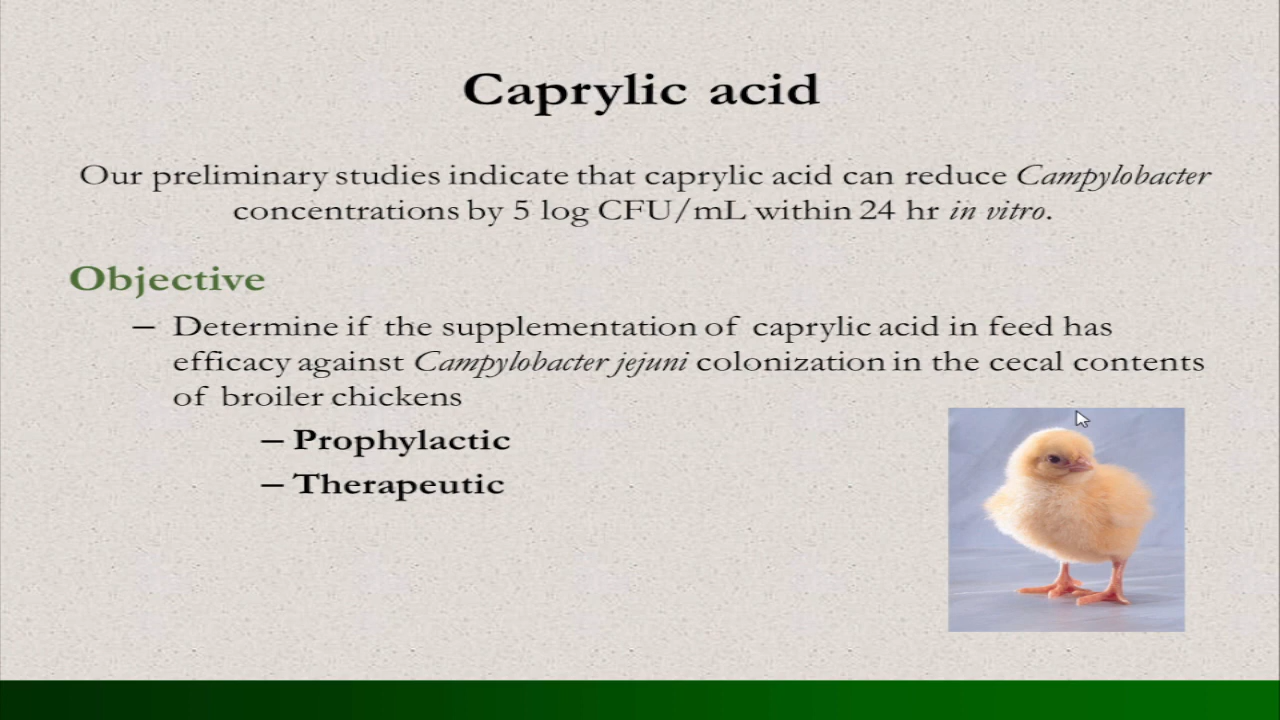 Caprylic acid
Our preliminary studies indicate that caprylic acid can reduce Campylobacter
concentrations by 5 log CFU/mL within 24 hr in vitro.
Objective
– Determine if the supplementation of caprylic acid in feed has
efficacy against Campylobacter jejuni colonization in the cecal contents
of broiler chickens
– Prophylactic
– Therapeutic